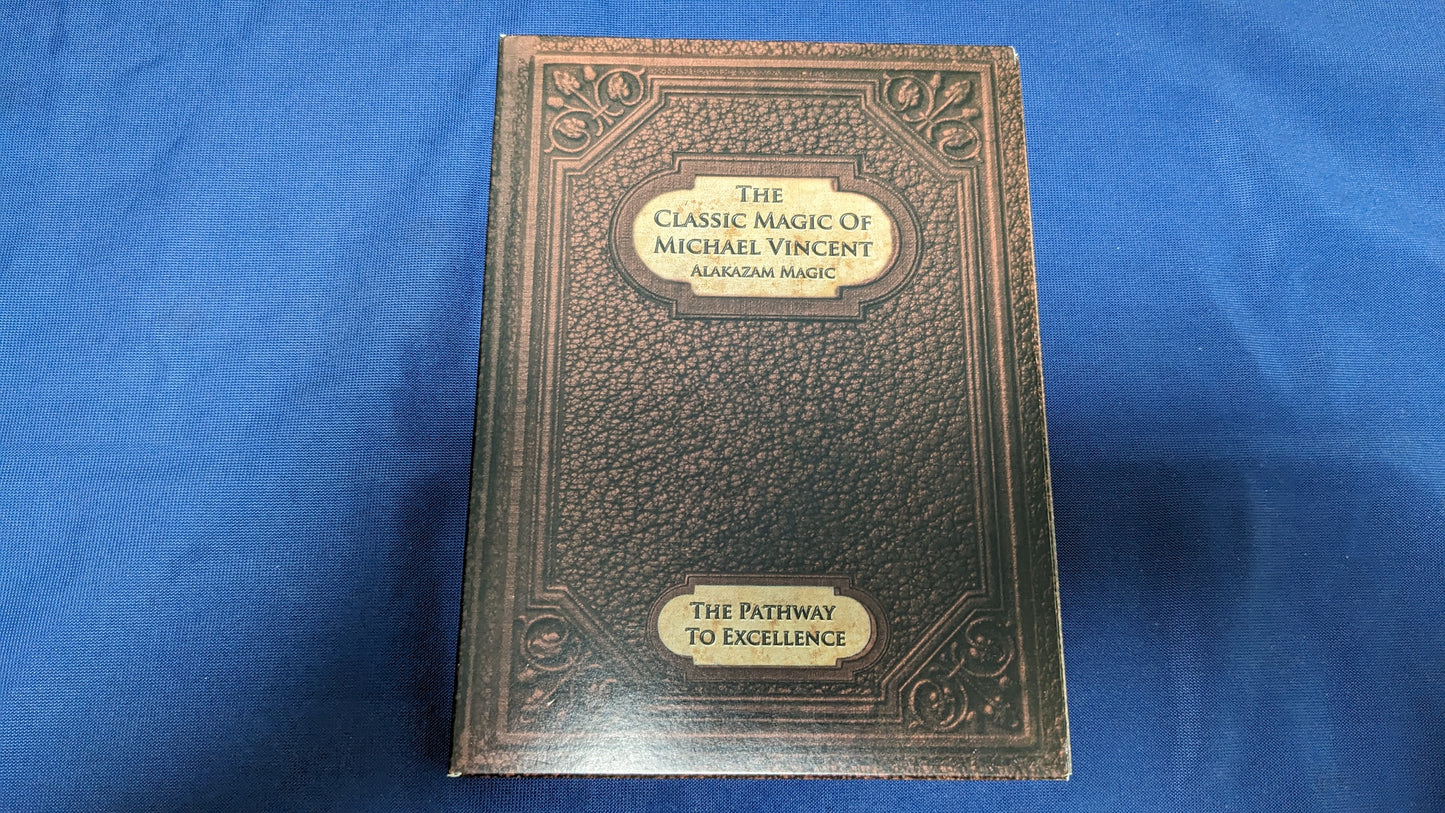 The
Classic Magic Of
Michael Vincent
Alakazam Magic
The Pathway
To Excellence